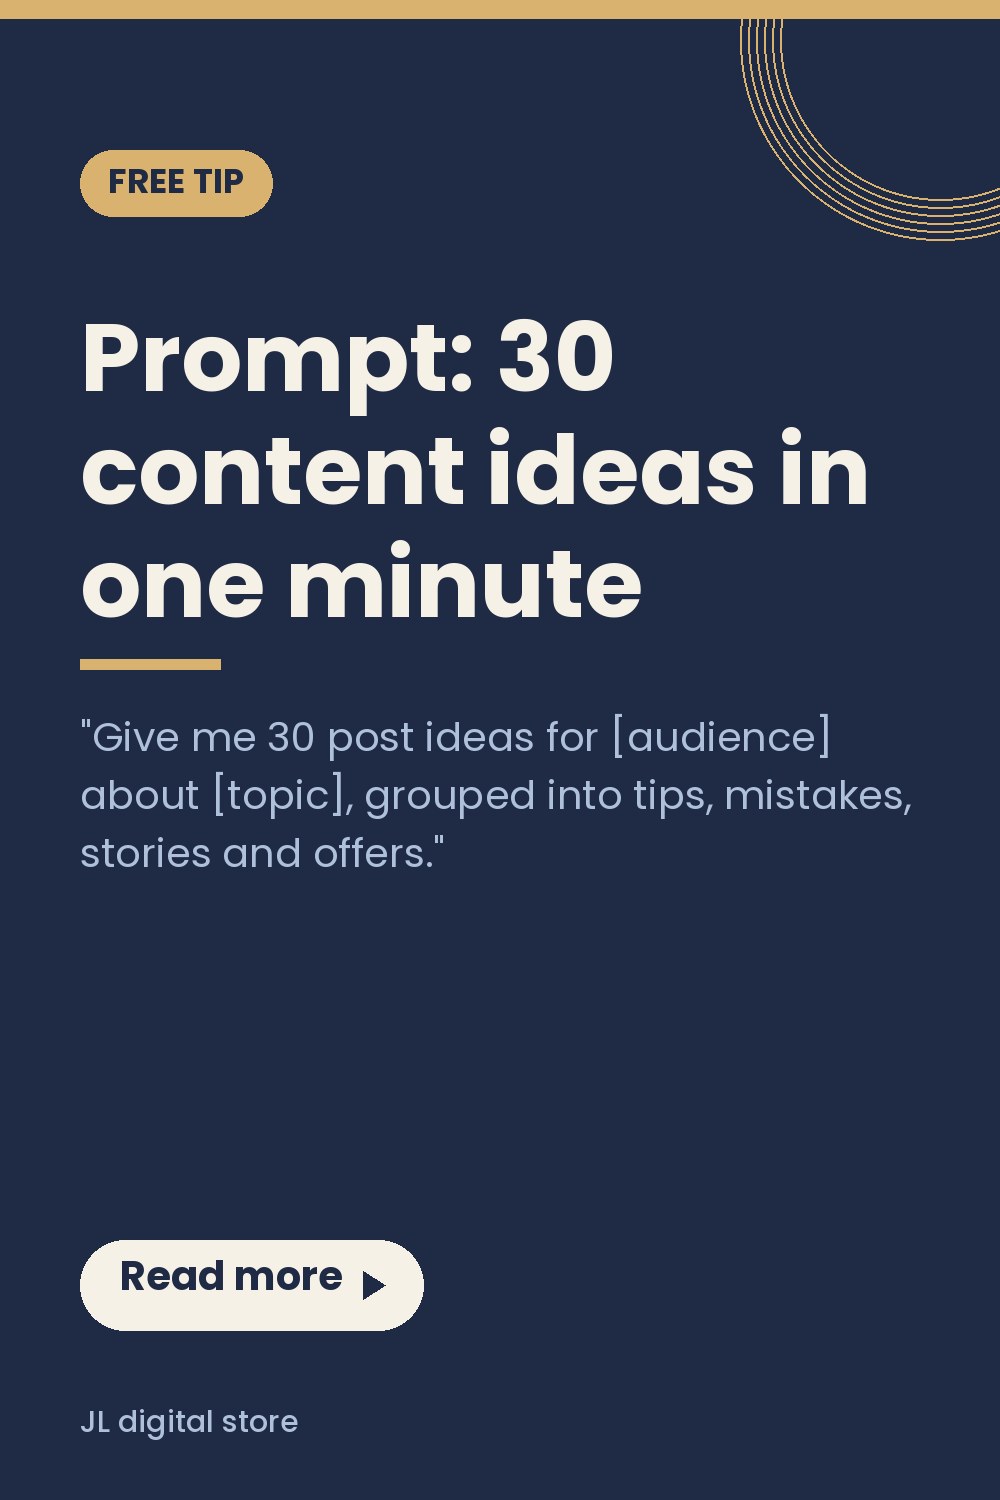 FREE TIP
Prompt: 30
content ideas in
one minute
"Give me 30 post ideas for [audience]
about [topic], grouped into tips, mistakes,
stories and offers."
Read more
JL digital store